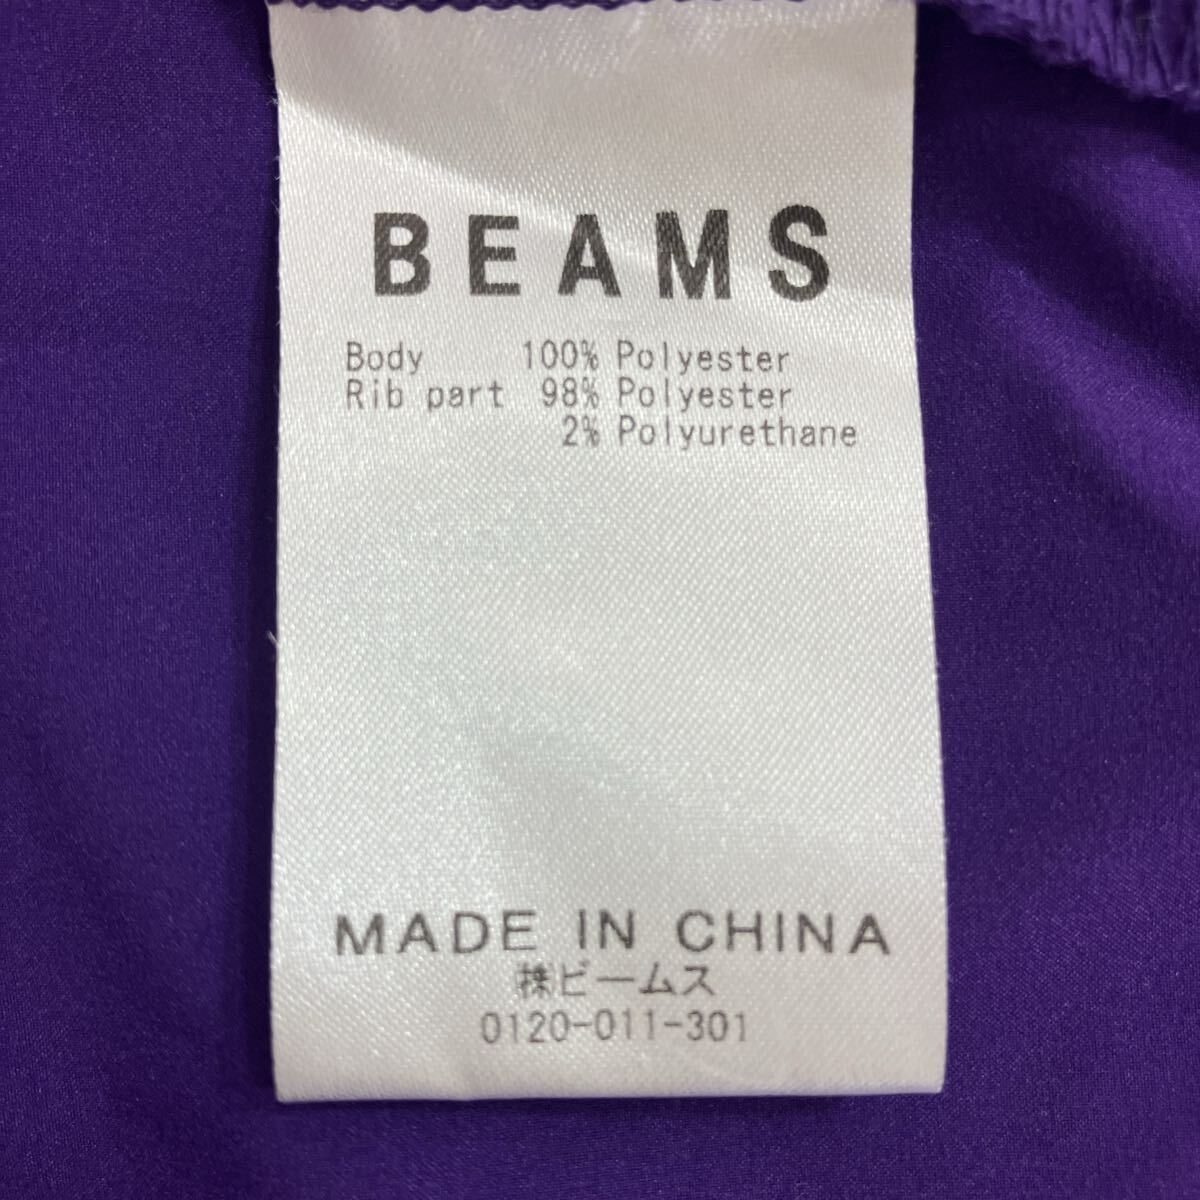 BEAMS
Body 100% Polyester
Rib part 98% Polyester
2% Polyurethane
MADE IN CHINA
㈱ビームス
0120-011-301